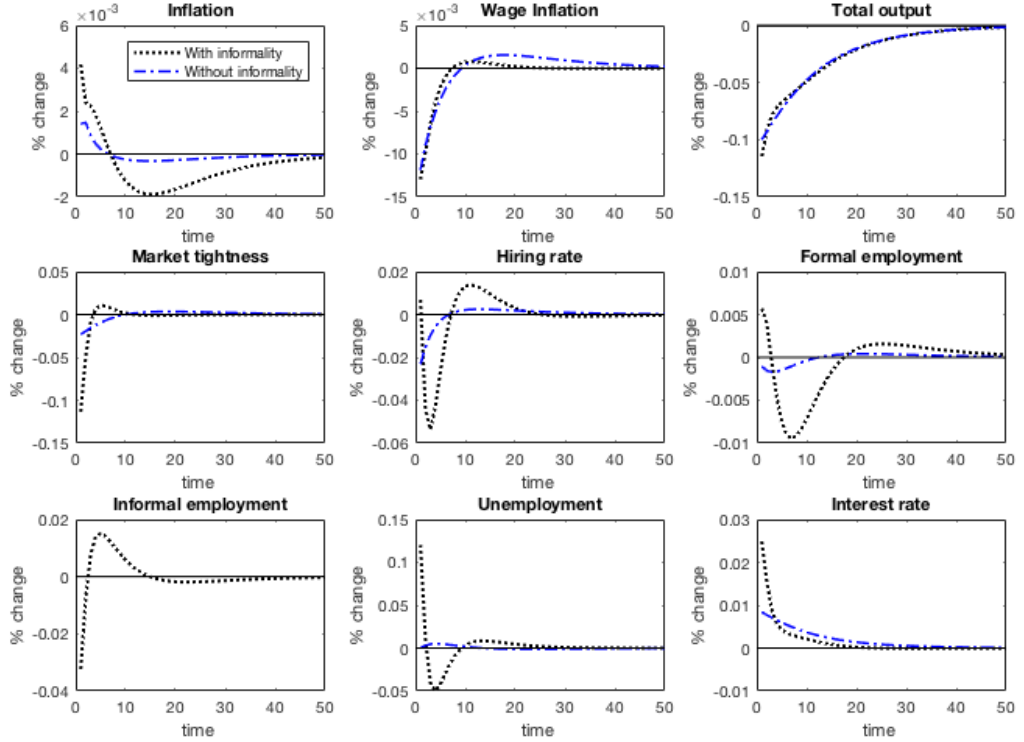 Inflation
×10⁻³
6
4
2
0
-2
0 10 20 30 40 50
% change
time
With informality
Without informality
Wage Inflation
×10⁻³
5
0
-5
-10
-15
0 10 20 30 40 50
% change
time
Total output
0
-0.05
-0.1
-0.15
0 10 20 30 40 50
% change
time
Market tightness
0.05
0
-0.05
-0.1
-0.15
0 10 20 30 40 50
% change
time
Hiring rate
0.02
0
-0.02
-0.04
-0.06
0 10 20 30 40 50
% change
time
Formal employment
0.01
0.005
0
-0.005
-0.01
0 10 20 30 40 50
% change
time
Informal employment
0.02
0
-0.02
-0.04
0 10 20 30 40 50
% change
time
Unemployment
0.15
0.1
0.05
0
-0.05
0 10 20 30 40 50
% change
time
Interest rate
0.03
0.02
0.01
0
-0.01
0 10 20 30 40 50
% change
time